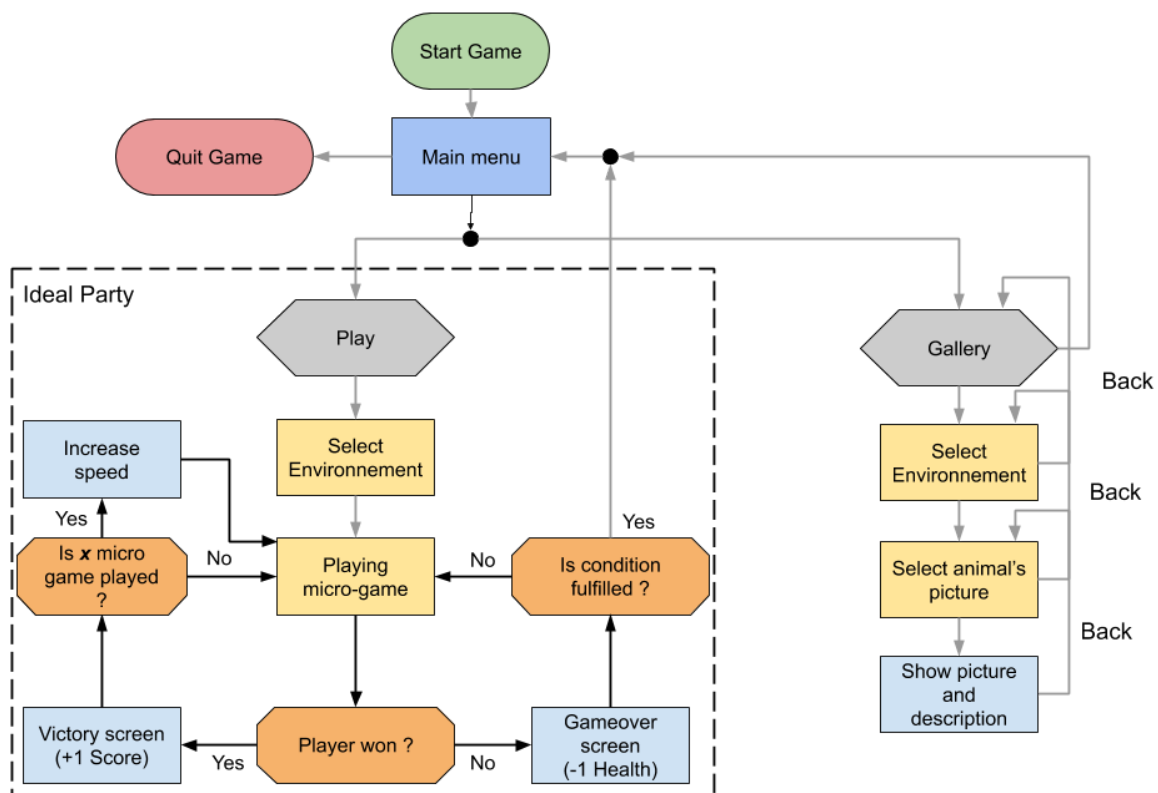 Start Game
Quit Game
Main menu
Ideal Party
Play
Gallery
Back
Increase
speed
Select
Environnement
Select
Environnement
Back
Yes
Yes
Is x micro
game played
?
No
Playing
micro-game
No
Is condition
fulfilled ?
Select animal's
picture
Back
Victory screen
(+1 Score)
Yes
Player won ?
No
Gameover
screen
(-1 Health)
Show picture
and
description